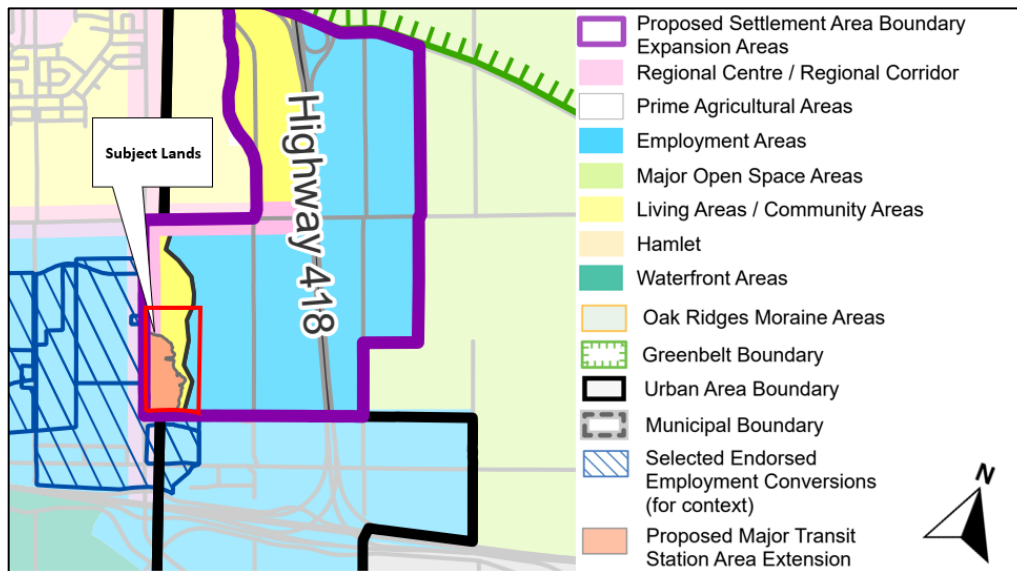 Subject Lands
Highway 418
Proposed Settlement Area Boundary
Expansion Areas
Regional Centre / Regional Corridor
Prime Agricultural Areas
Employment Areas
Major Open Space Areas
Living Areas / Community Areas
Hamlet
Waterfront Areas
Oak Ridges Moraine Areas
Greenbelt Boundary
Urban Area Boundary
Municipal Boundary
Selected Endorsed
Employment Conversions
(for context)
Proposed Major Transit
Station Area Extension
N